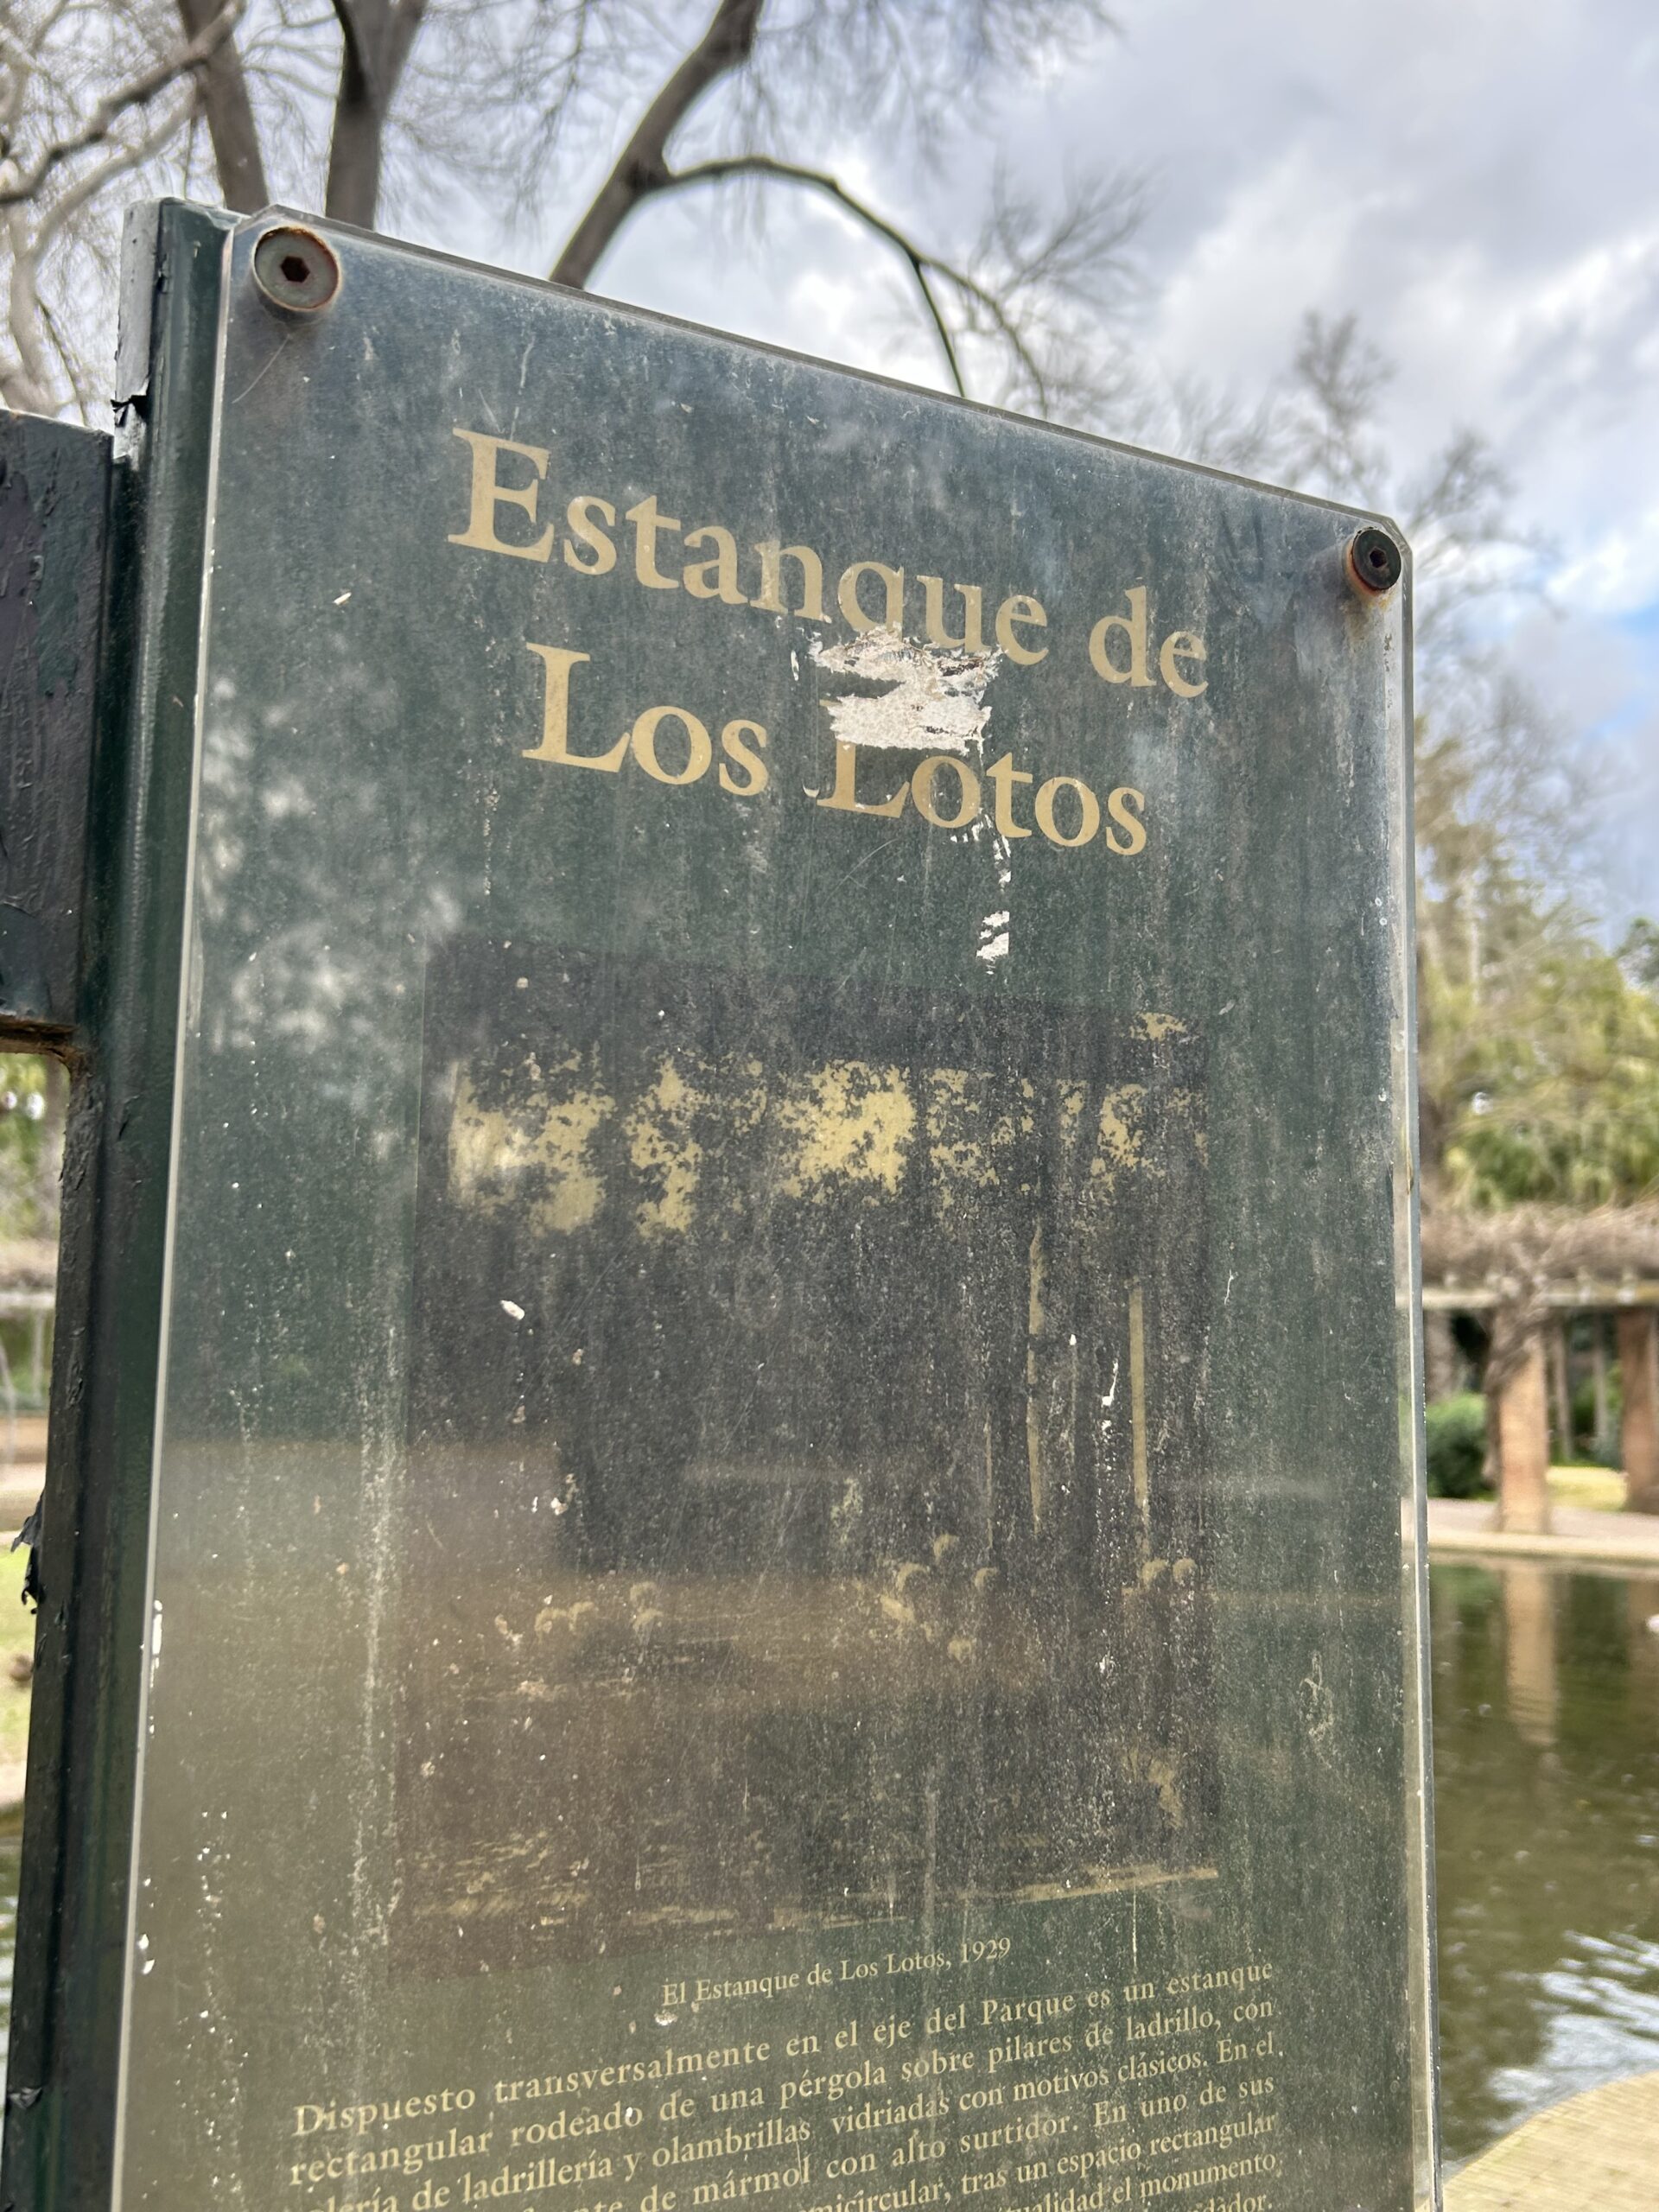 Estanque de
Los Lotos
El Estanque de Los Lotos, 1929
Dispuesto transversalmente en el eje del Parque es un estanque
rectangular rodeado de una pérgola sobre pilares de ladrillo, con
de ladrillería y olambrillas vidriadas con motivos clásicos. En el
de mármol con alto surtidor. En uno de sus
tras un espacio rectangular
el monumento